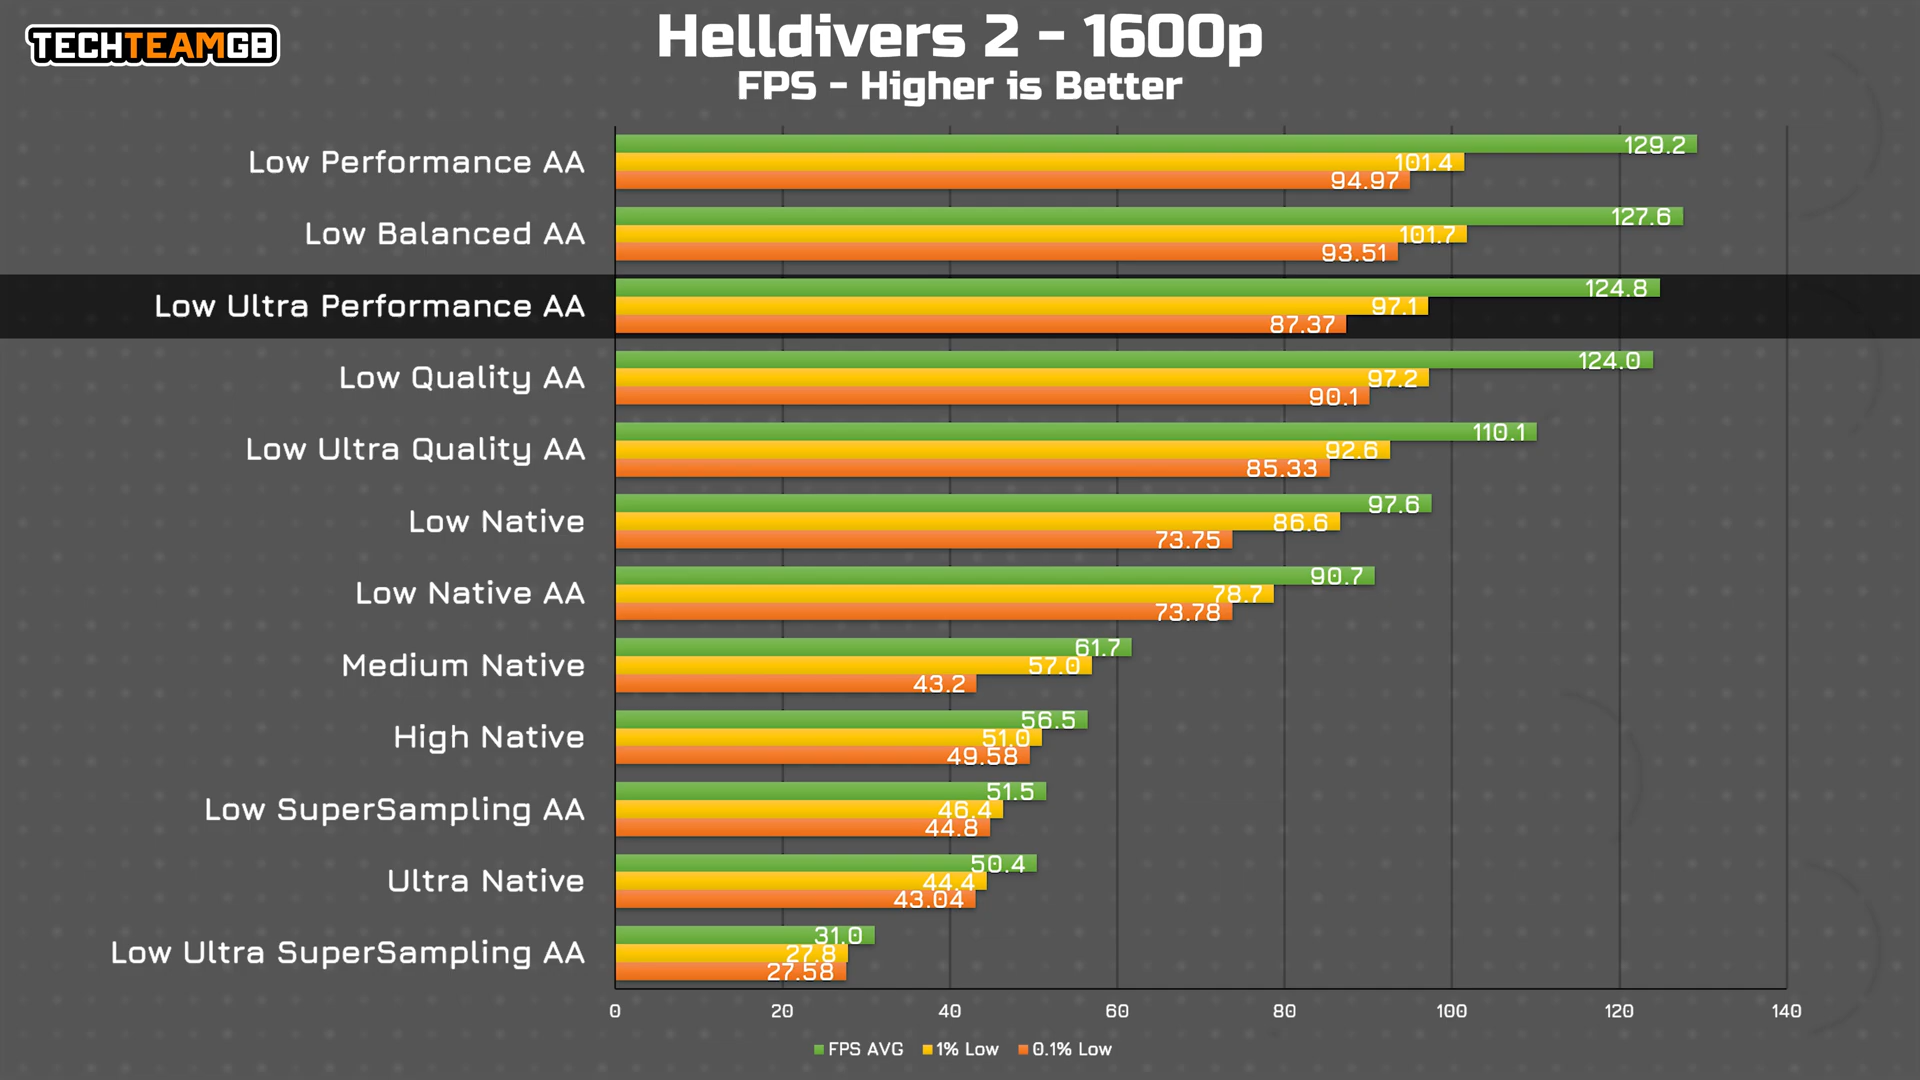 TECHTEAMGB
Helldivers 2 - 1600p
FPS - Higher is Better
Low Performance AA
129.2
101.4
94.97
Low Balanced AA
127.6
101.7
93.51
Low Ultra Performance AA
124.8
97.1
87.37
Low Quality AA
124.0
97.2
90.1
Low Ultra Quality AA
110.1
92.6
85.33
Low Native
97.6
86.6
73.75
Low Native AA
90.7
78.7
73.78
Medium Native
61.7
57.0
43.2
High Native
56.5
51.0
49.58
Low SuperSampling AA
51.5
46.4
44.8
Ultra Native
50.4
44.4
43.04
Low Ultra SuperSampling AA
31.0
27.8
27.58
0 20 40 60 80 100 120 140
FPS AVG 1% Low 0.1% Low